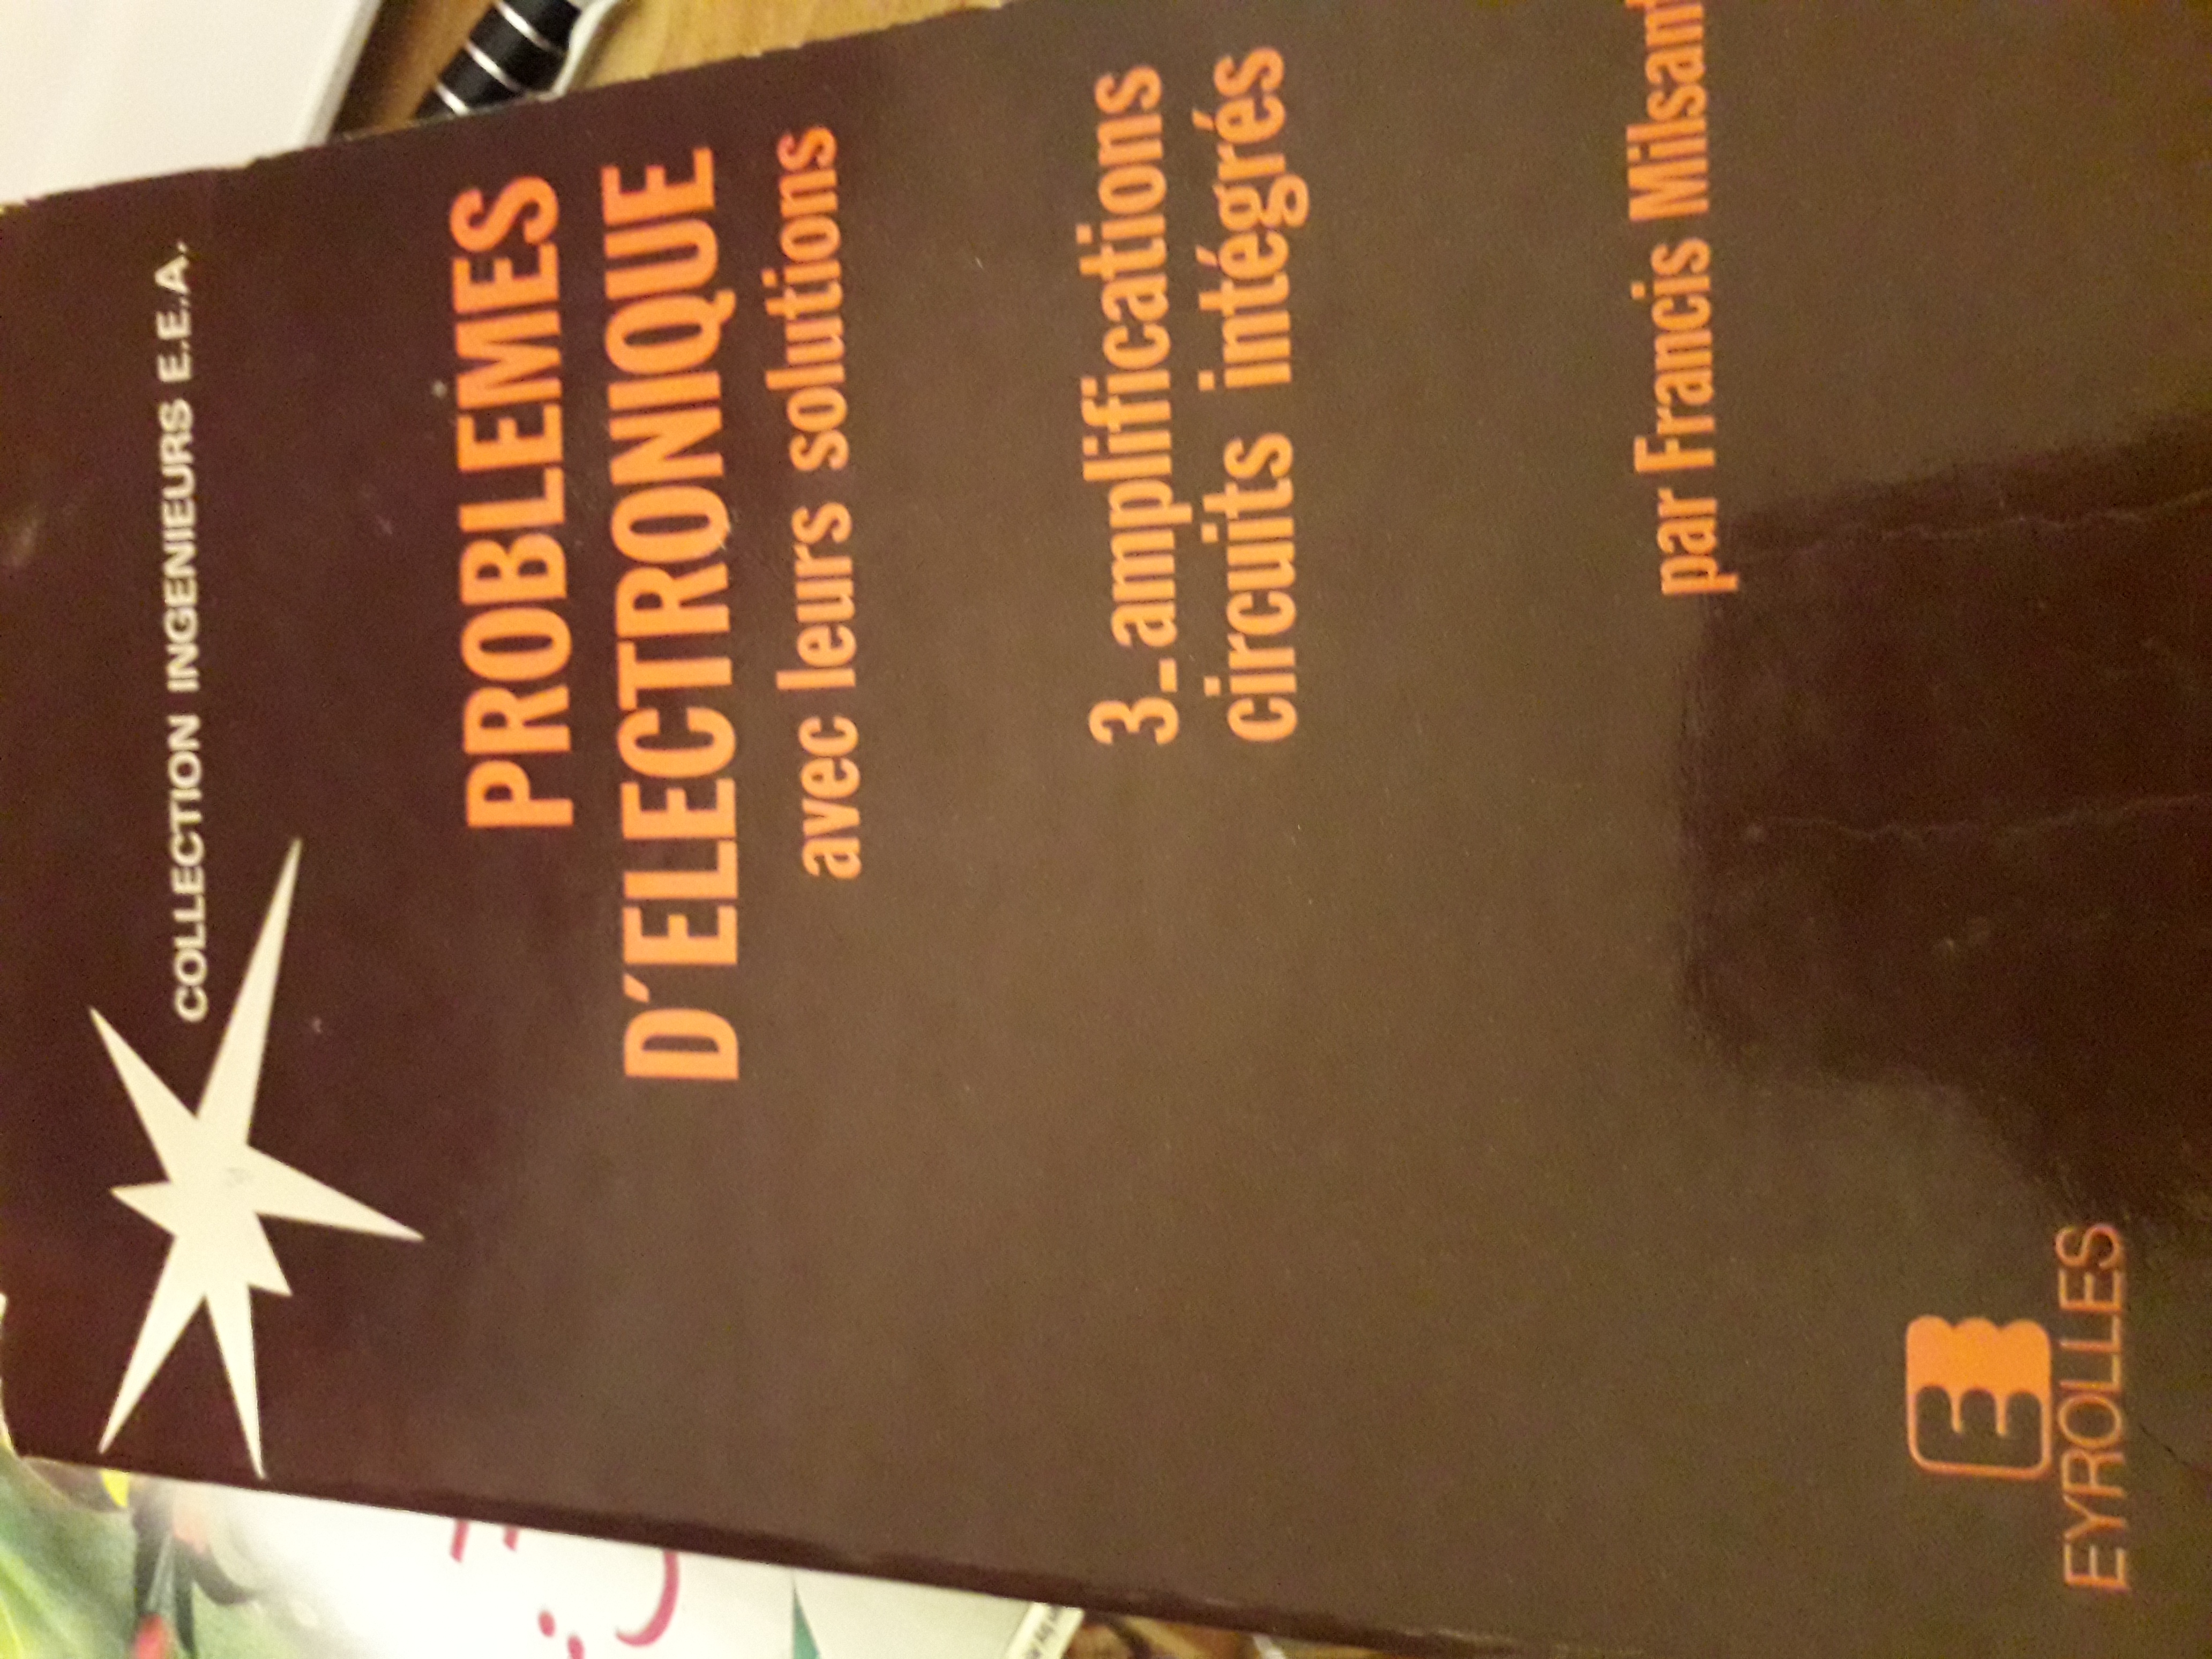 COLLECTION INGENIEURS E.E.A.
PROBLEMES
D'ELECTRONIQUE
avec leurs solutions
3_amplifications
circuits intégrés
par Francis Milsant
EYROLLES